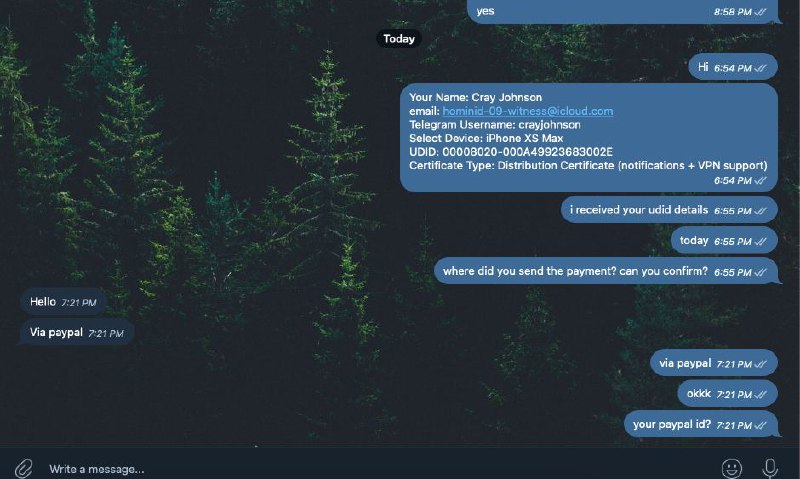 yes 8:58 PM
Today
Hi 6:54 PM
Your Name: Cray Johnson
email: hominid-09-witness@icloud.com
Telegram Username: crayjohnson
Select Device: iPhone XS Max
UDID: 00008020-000A49923683002E
Certificate Type: Distribution Certificate (notifications + VPN support)
6:54 PM
i received your udid details 6:55 PM
today 6:55 PM
where did you send the payment? can you confirm? 6:55 PM
Hello 7:21 PM
Via paypal 7:21 PM
via paypal 7:21 PM
okkk 7:21 PM
your paypal id? 7:21 PM
Write a message...